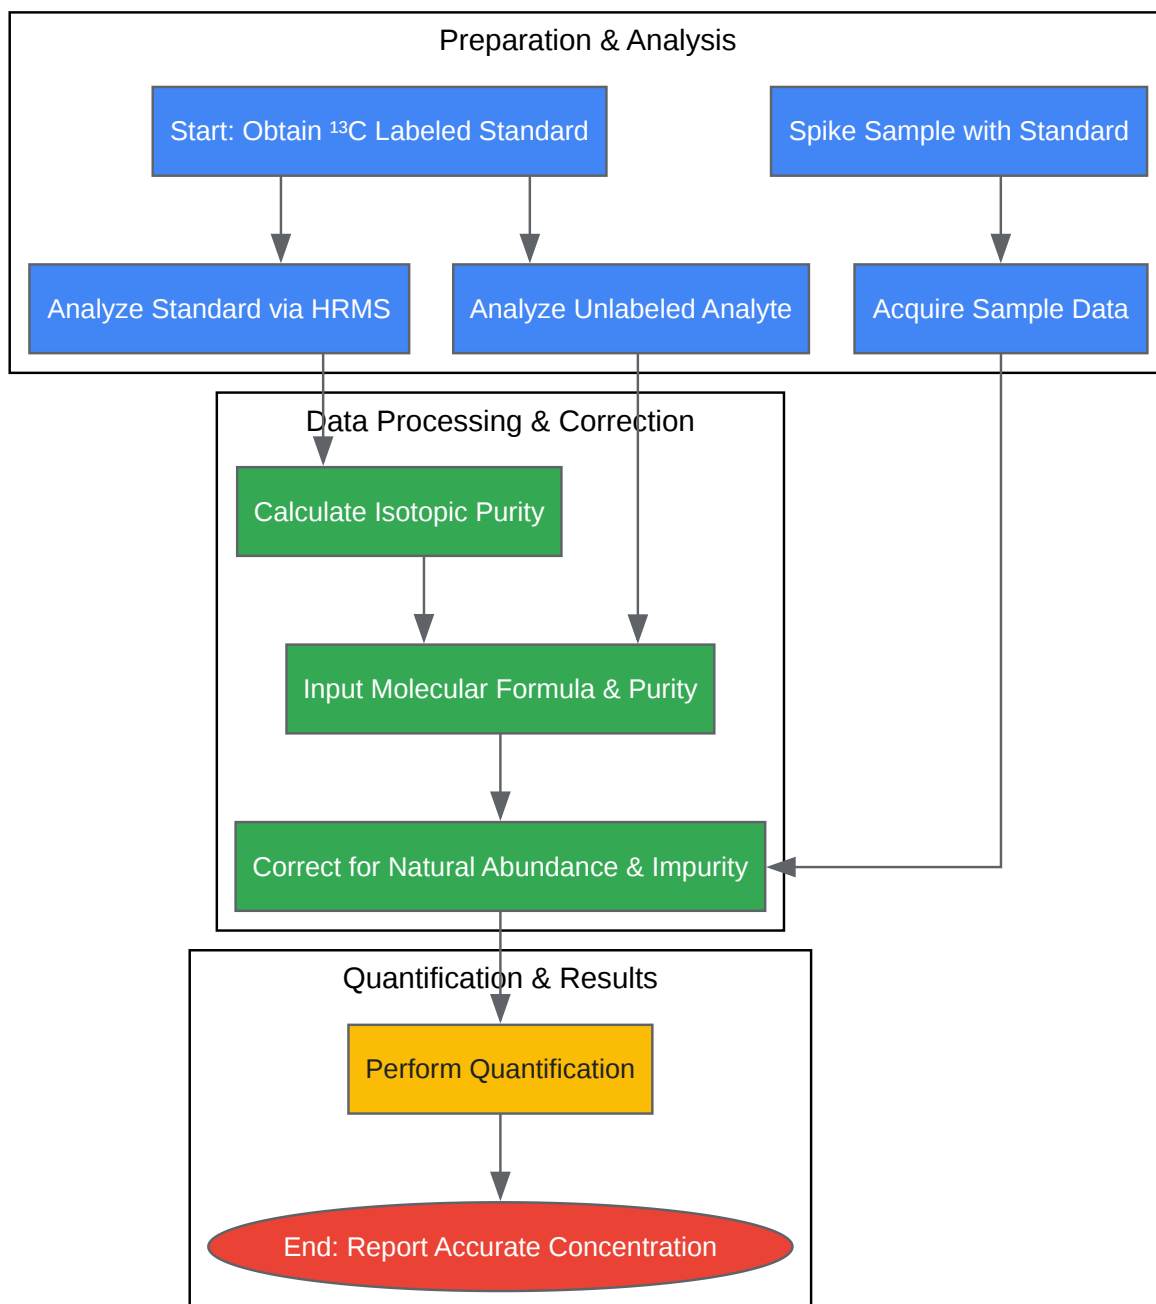 Preparation & Analysis
Start: Obtain ¹³C Labeled Standard
Spike Sample with Standard
Analyze Standard via HRMS
Analyze Unlabeled Analyte
Acquire Sample Data
Data Processing & Correction
Calculate Isotopic Purity
Input Molecular Formula & Purity
Correct for Natural Abundance & Impurity
Quantification & Results
Perform Quantification
End: Report Accurate Concentration